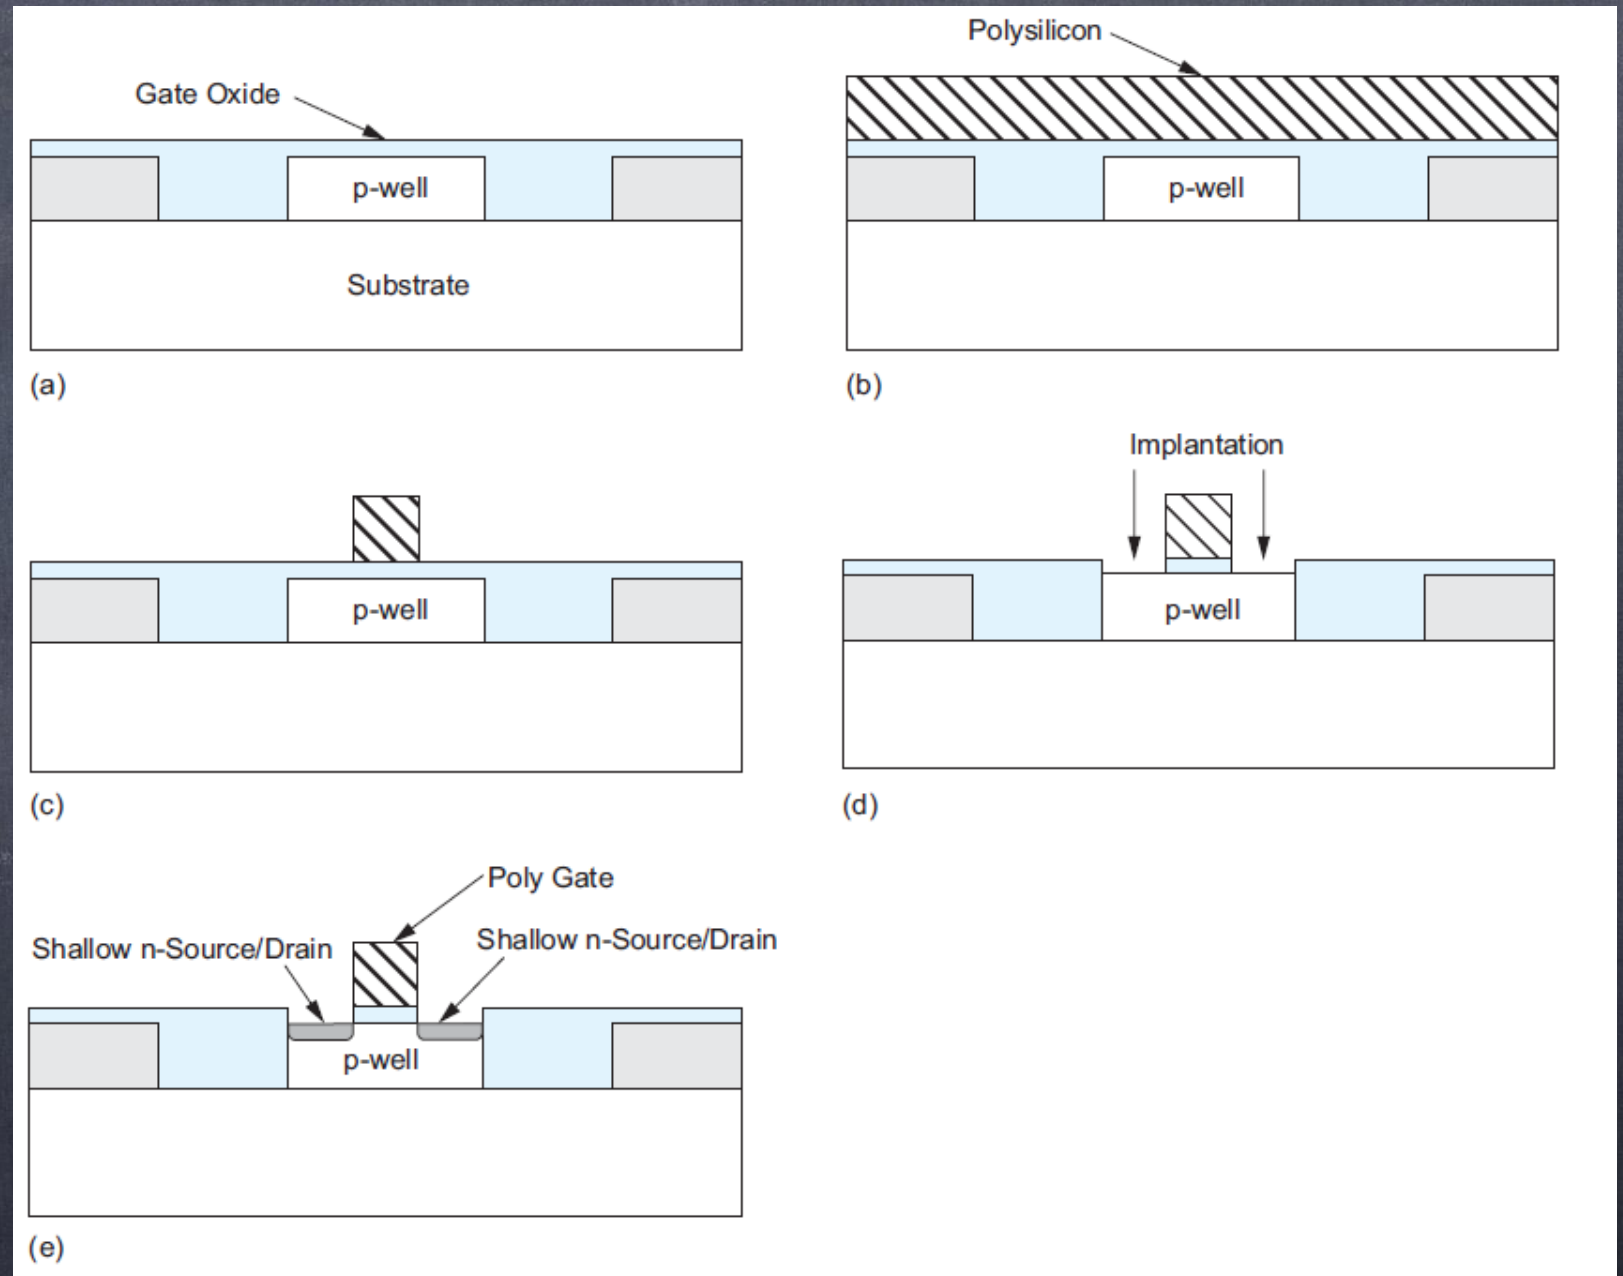 Gate Oxide
p-well
Substrate
(a)
Polysilicon
p-well
(b)
p-well
(c)
Implantation
p-well
(d)
Poly Gate
Shallow n-Source/Drain
Shallow n-Source/Drain
p-well
(e)